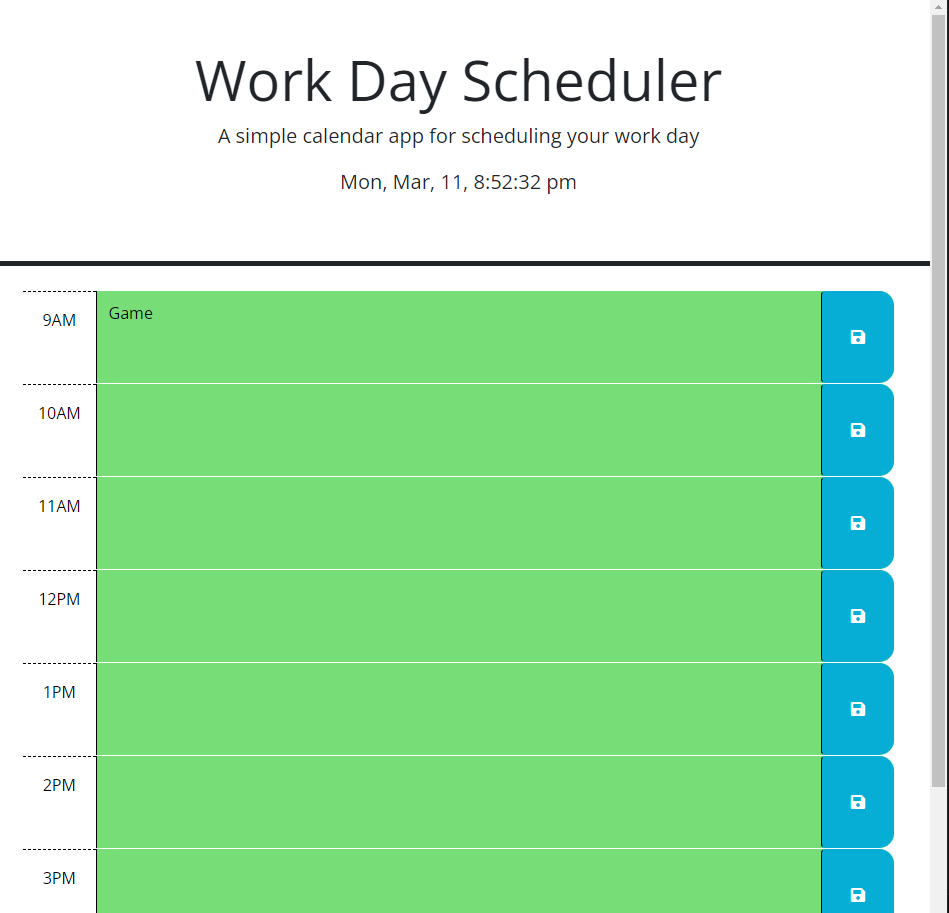 Work Day Scheduler
A simple calendar app for scheduling your work day
Mon, Mar, 11, 8:52:32 pm
9AM
Game
10AM
11AM
12PM
1PM
2PM
3PM